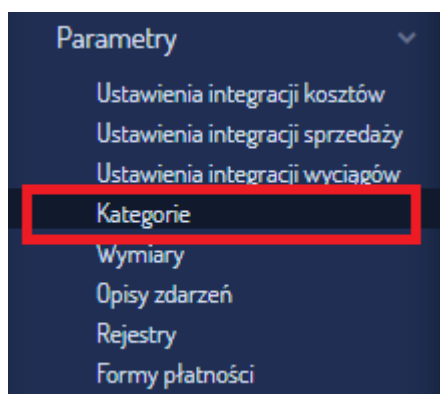 Parametry
Ustawienia integracji kosztów
Ustawienia integracji sprzedaży
Ustawienia integracji wyciągów
Kategorie
Wymiary
Opisy zdarzeń
Rejestry
Formy płatności